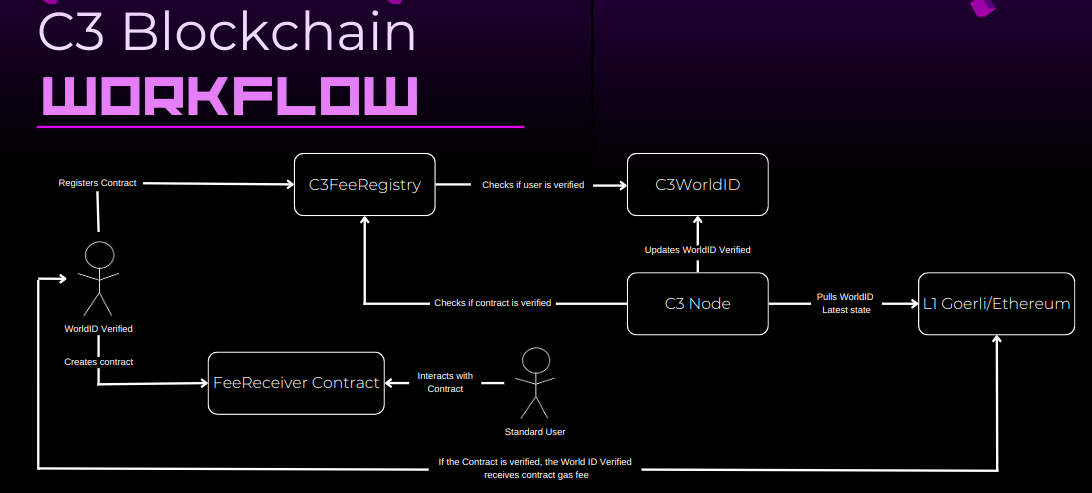 C3 Blockchain
WORKFLOW
Registers Contract
C3FeeRegistry
Checks if user is verified
C3WorldID
Updates WorldID Verified
Checks if contract is verified
C3 Node
Pulls WorldID
Latest state
L1 Goerli/Ethereum
WorldID Verified
Creates contract
FeeReceiver Contract
Interacts with
Contract
Standard User
If the Contract is verified, the World ID Verified
receives contract gas fee